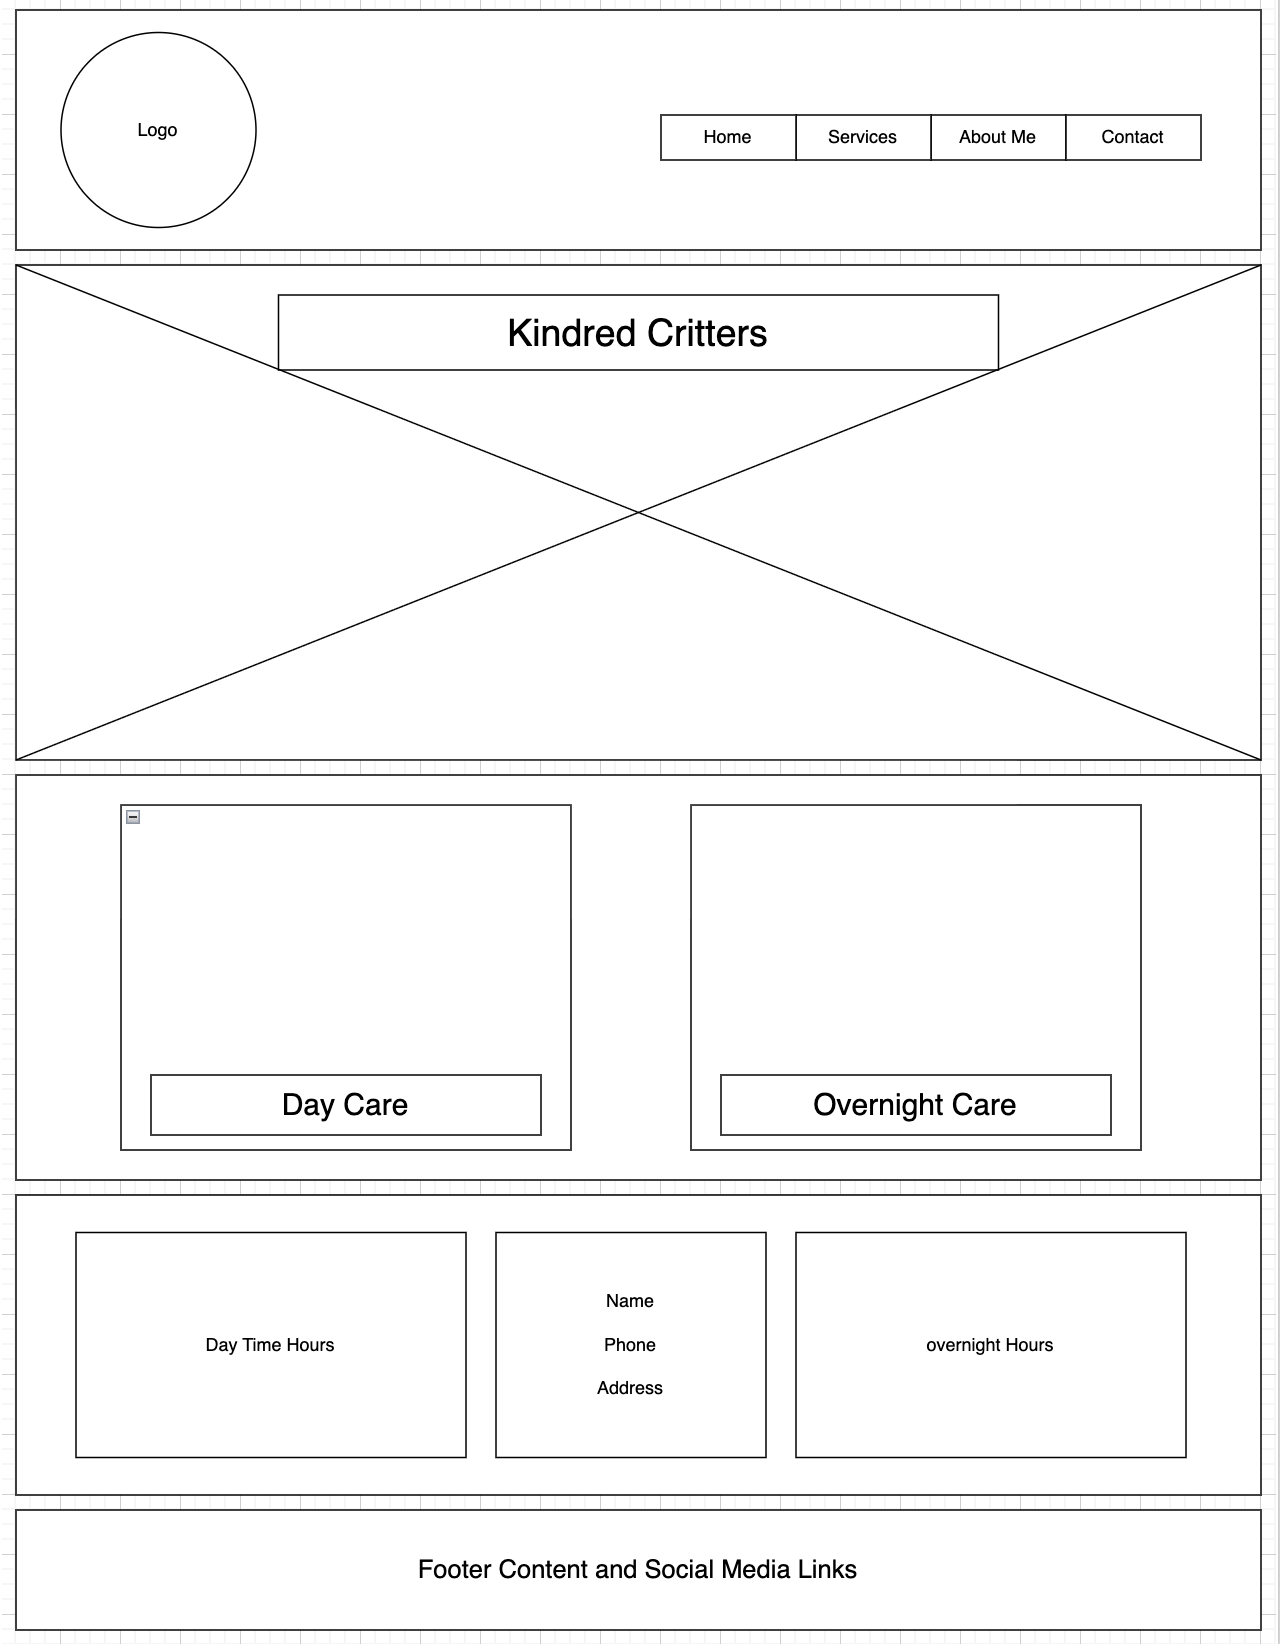 Logo
Home
Services
About Me
Contact
Kindred Critters
Day Care
Overnight Care
Day Time Hours
Name
Phone
Address
overnight Hours
Footer Content and Social Media Links